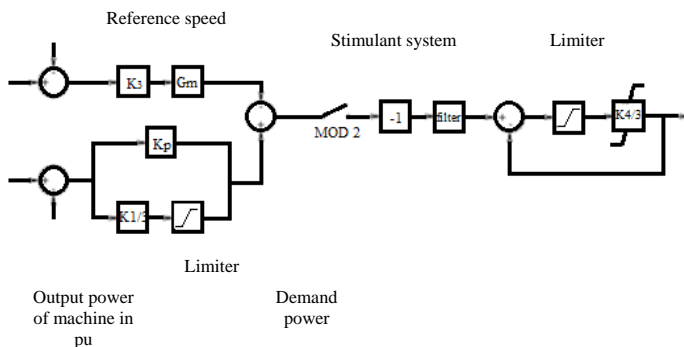 Reference speed
Stimulant system
Limiter
K3
Gm
MOD 2
-1
filter
K4/3
Kp
K1/3
Limiter
Output power
of machine in
pu
Demand
power